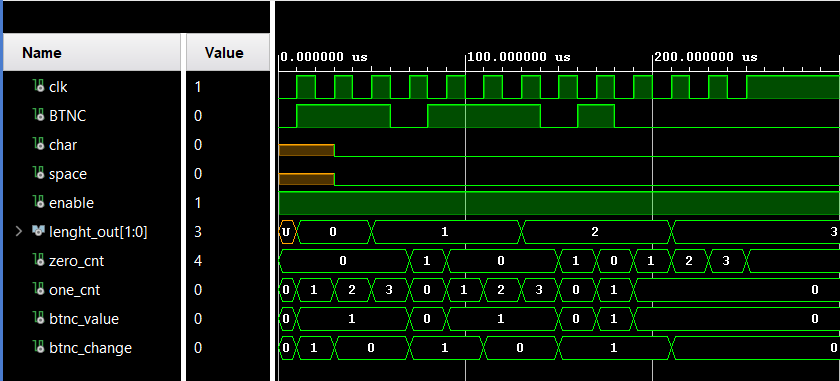 Name Value 0.000000 us 100.000000 us 200.000000 us
clk 1
BTNC 0
char 0
space 0
enable 1
lenght_out[1:0] 3 U 0 1 2 3
zero_cnt 4 0 1 0 1 0 1 2 3
one_cnt 0 0 1 2 3 0 1 2 3 0 1 0
btnc_value 0 0 1 0 1 0 1 0
btnc_change 0 0 1 0 1 0 1 0